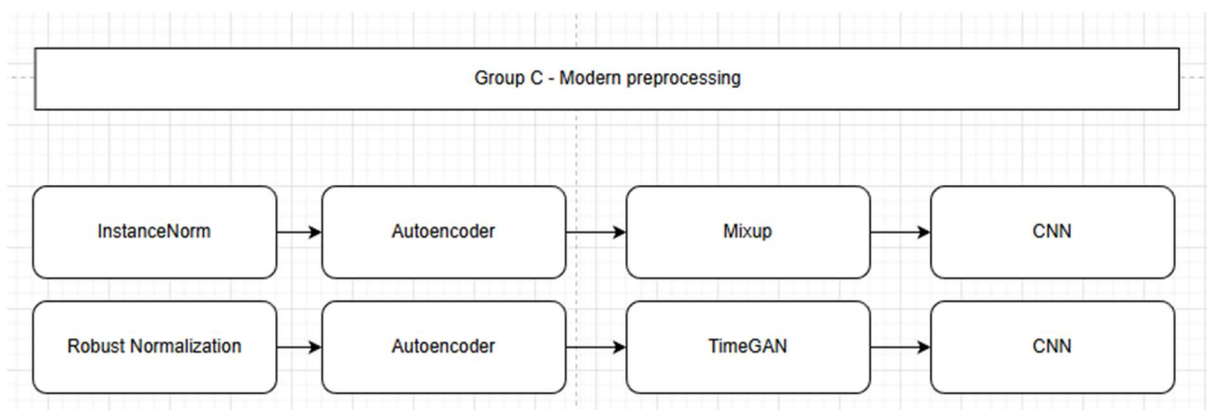 Group C - Modern preprocessing
InstanceNorm
Autoencoder
Mixup
CNN
Robust Normalization
Autoencoder
TimeGAN
CNN